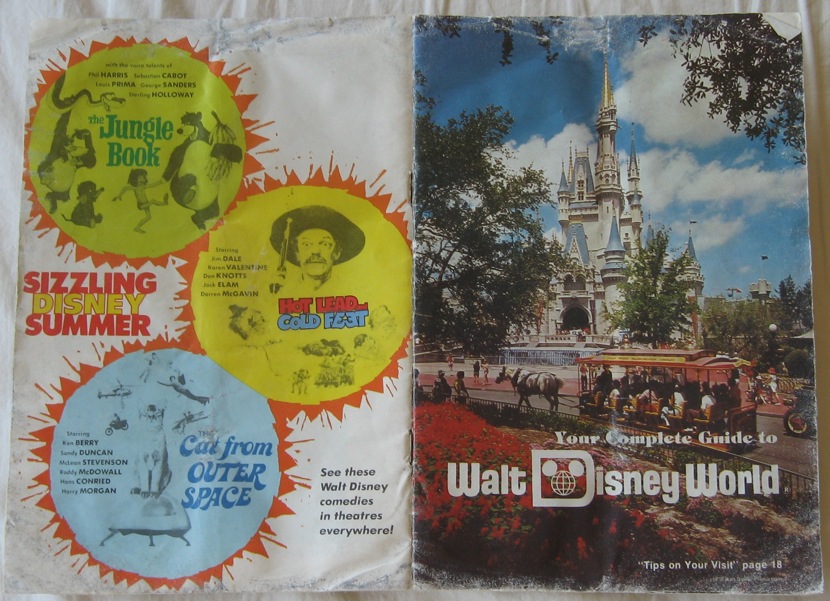 with the voice talents of
Phil HARRIS Sebastian CABOT
Louis PRIMA George SANDERS
Sterling HOLLOWAY
the Jungle
BOOK
Starring
Jim DALE
Karen VALENTINE
Don KNOTTS
Jack ELAM
Darren McGAVIN
HOT LEAD and
COLD FEET
SIZZLING
DISNEY
SUMMER
Starring
Ken BERRY
Sandy DUNCAN
McLean STEVENSON
Roddy McDOWALL
Hans CONRIED
Harry MORGAN
THE
Cat from
OUTER
SPACE
See these
Walt Disney
comedies
in theatres
everywhere!
Your Complete Guide to
Walt Disney World
"Tips on Your Visit" page 18